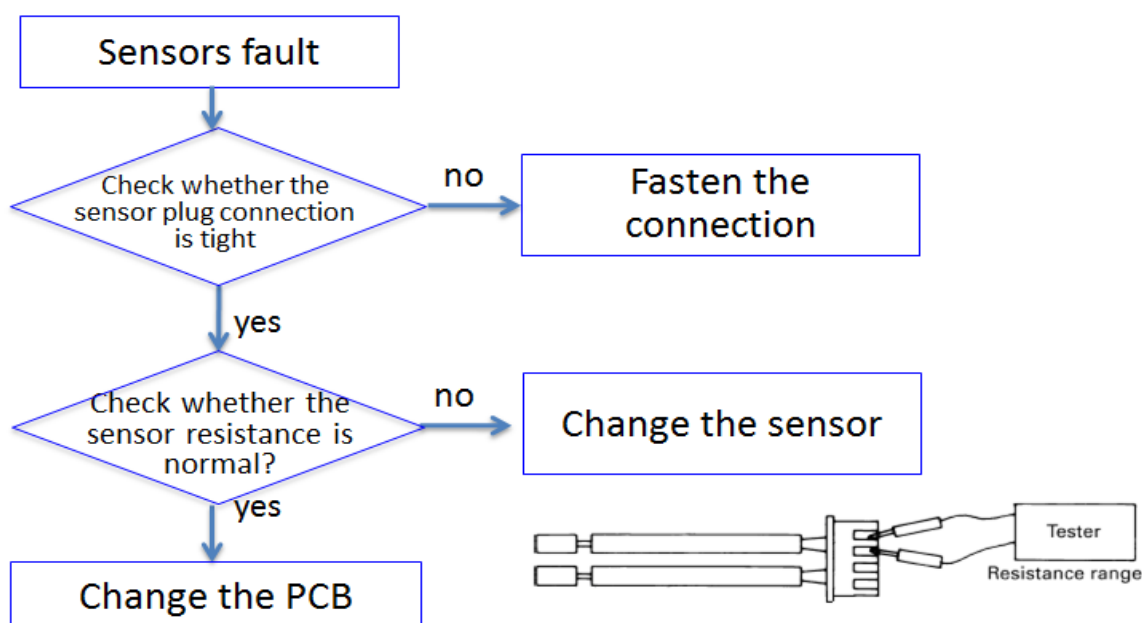 Sensors fault
Check whether the
sensor plug connection
is tight
no
Fasten the
connection
yes
Check whether the
sensor resistance is
normal?
no
Change the sensor
yes
Change the PCB
Tester
Resistance range